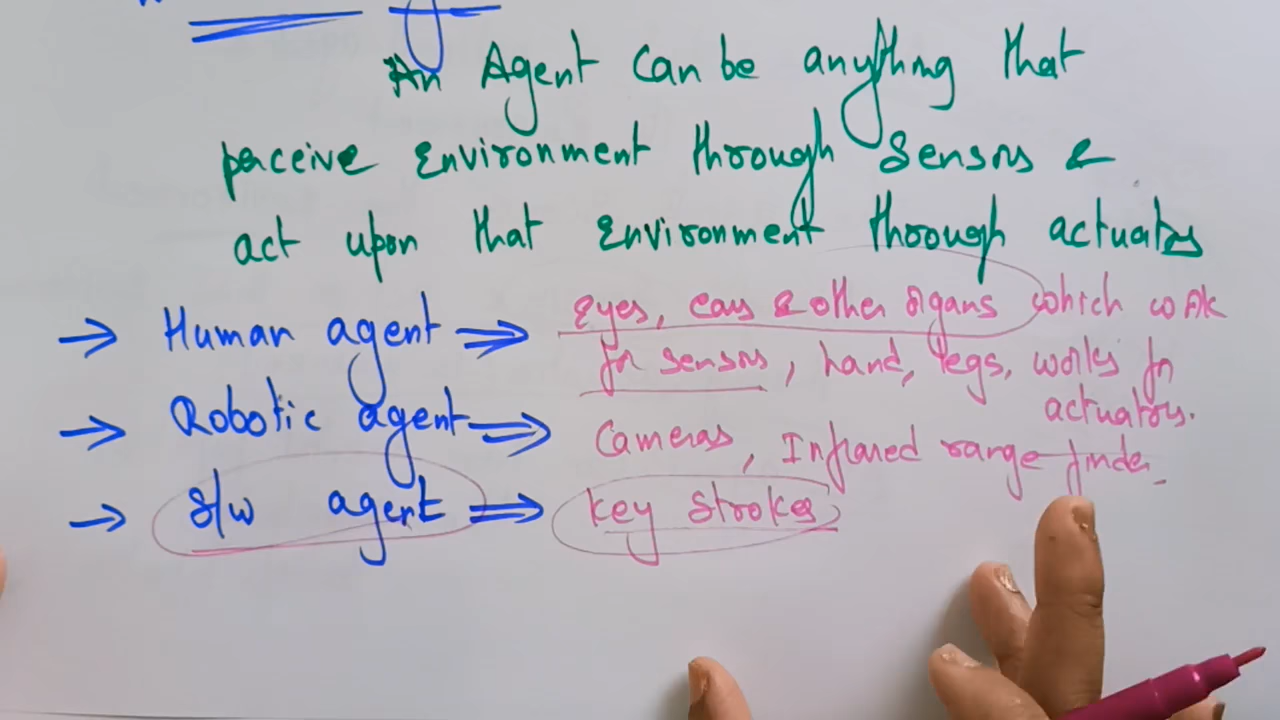 An Agent can be anything that
perceive Environment through Sensors &
act upon that Environment through actuators
→ Human agent ⇒ Eyes, ears & other organs which work
for sensors, hand, legs, works for
actuators.
→ Robotic agent ⇒ Cameras, Infrared range finder.
→ S/w agent ⇒ key strokes